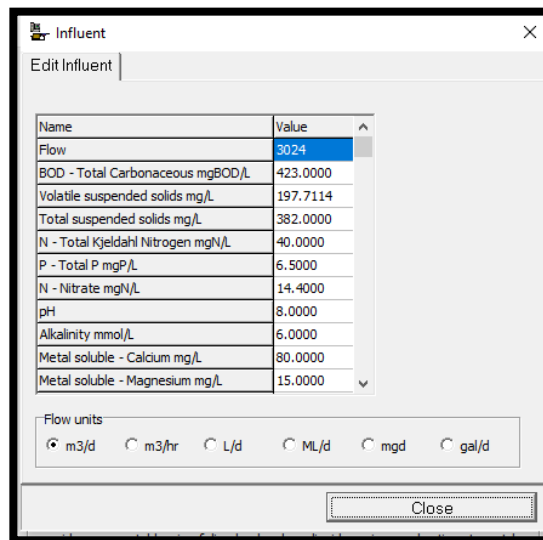 Influent
Edit Influent
Name Value
Flow 3024
BOD - Total Carbonaceous mgBOD/L 423.0000
Volatile suspended solids mg/L 197.7114
Total suspended solids mg/L 382.0000
N - Total Kjeldahl Nitrogen mgN/L 40.0000
P - Total P mgP/L 6.5000
N - Nitrate mgN/L 14.4000
pH 8.0000
Alkalinity mmol/L 6.0000
Metal soluble - Calcium mg/L 80.0000
Metal soluble - Magnesium mg/L 15.0000
Flow units
m3/d m3/hr L/d ML/d mgd gal/d
Close